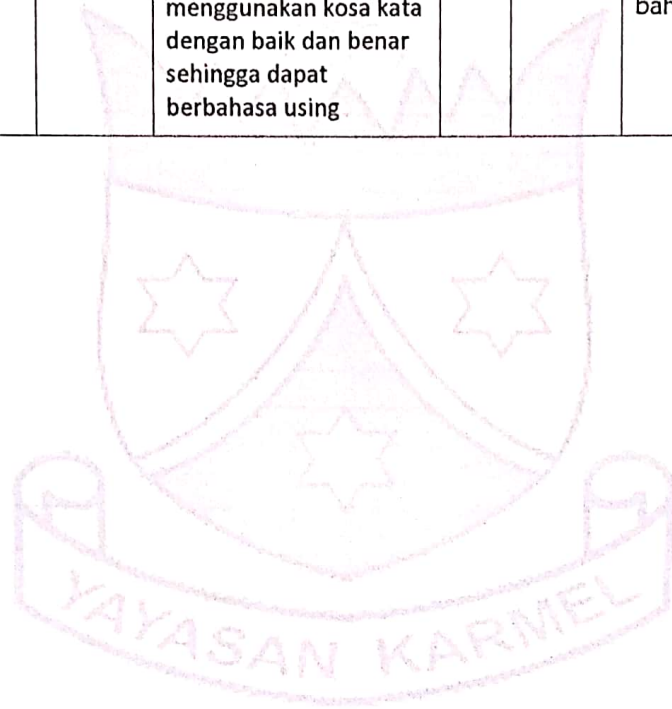 menggunakan kosa kata
dengan baik dan benar
sehingga dapat
berbahasa using
YAYASAN KARMEL